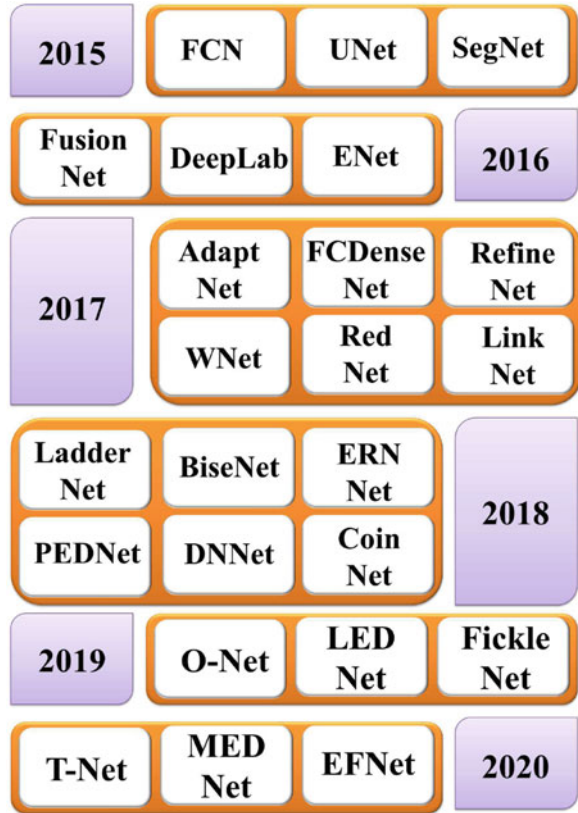 2015
FCN
UNet
SegNet
Fusion
Net
DeepLab
ENet
2016
2017
Adapt
Net
FCDense
Net
Refine
Net
WNet
Red
Net
Link
Net
Ladder
Net
BiseNet
ERN
Net
PEDNet
DNNet
Coin
Net
2018
2019
O-Net
LED
Net
Fickle
Net
T-Net
MED
Net
EFNet
2020